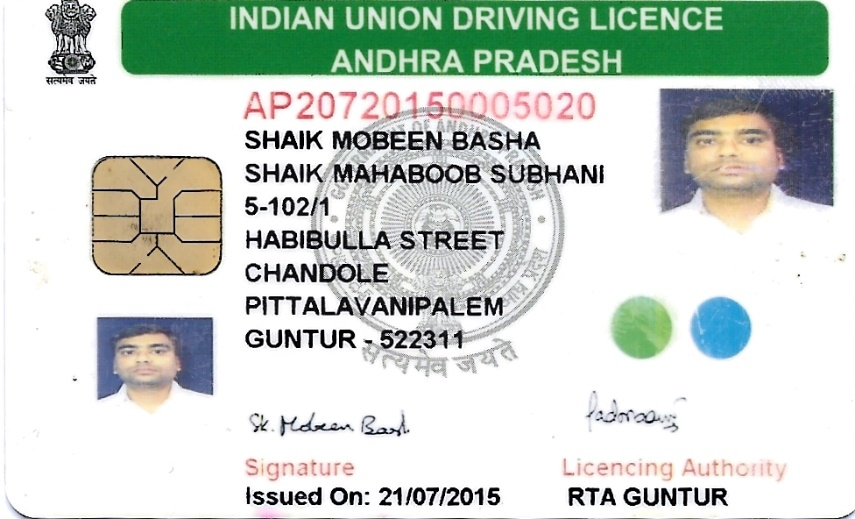 INDIAN UNION DRIVING LICENCE
ANDHRA PRADESH
सत्यमेव जयते
AP20720150005020
SHAIK MOBEEN BASHA
SHAIK MAHABOOB SUBHANI
5-102/1
HABIBULLA STREET
CHANDOLE
PITTALAVANIPALEM
GUNTUR - 522311
सत्यमेव जयते
Sk. Mobeen Bash
Signature
Licencing Authority
Issued On: 21/07/2015
RTA GUNTUR